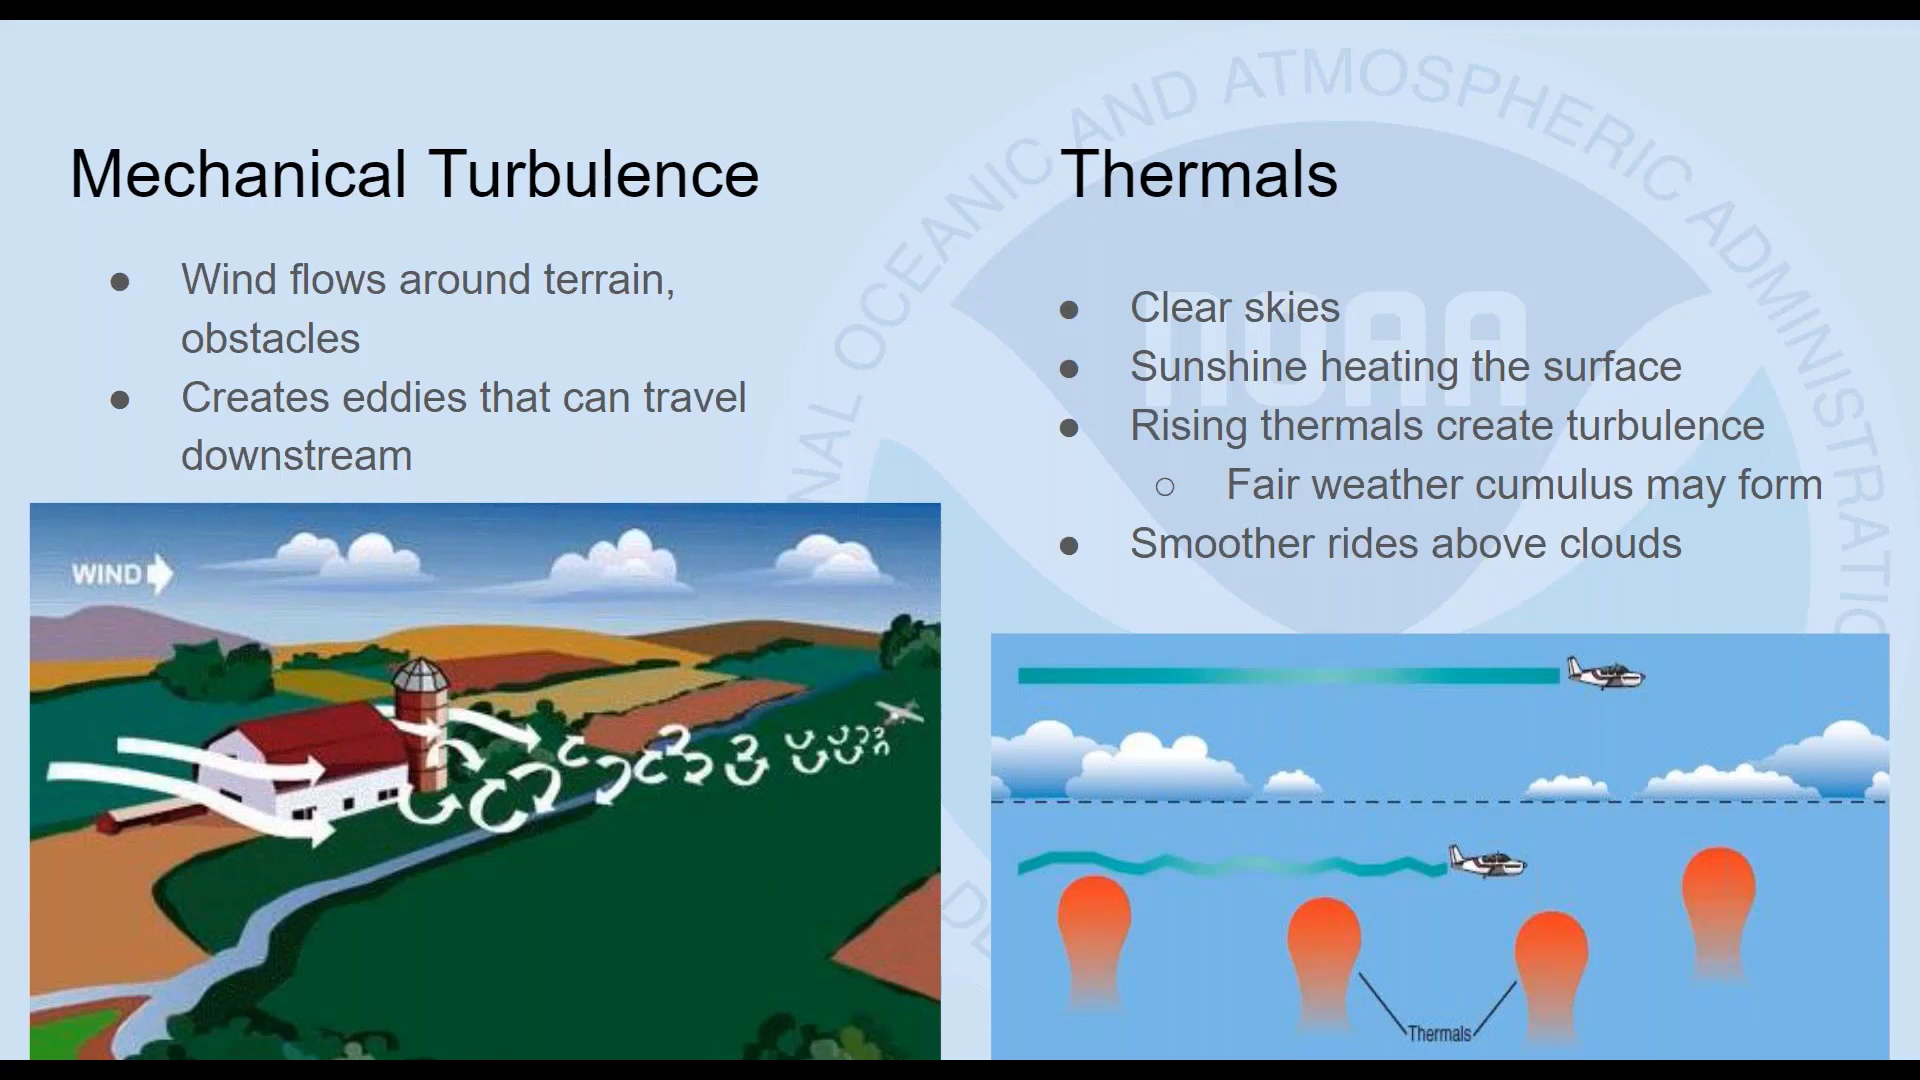 NAL OCEANIC AND ATMOSPHERIC ADMINISTRATIO
NOAA
Mechanical Turbulence
● Wind flows around terrain,
obstacles
● Creates eddies that can travel
downstream
WIND
Thermals
● Clear skies
● Sunshine heating the surface
● Rising thermals create turbulence
○ Fair weather cumulus may form
● Smoother rides above clouds
Thermals